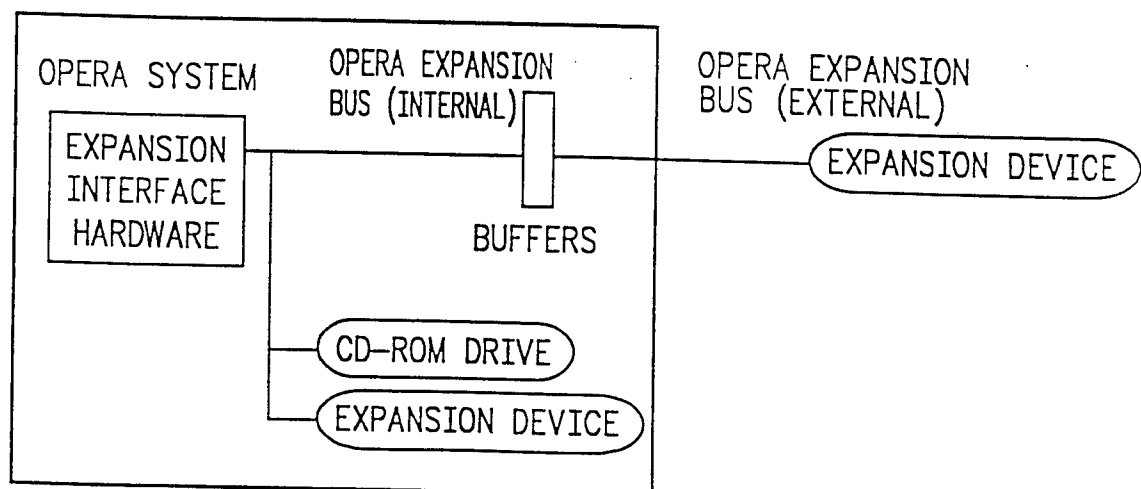 OPERA SYSTEM
EXPANSION
INTERFACE
HARDWARE
OPERA EXPANSION
BUS (INTERNAL)
BUFFERS
OPERA EXPANSION
BUS (EXTERNAL)
EXPANSION DEVICE
CD-ROM DRIVE
EXPANSION DEVICE